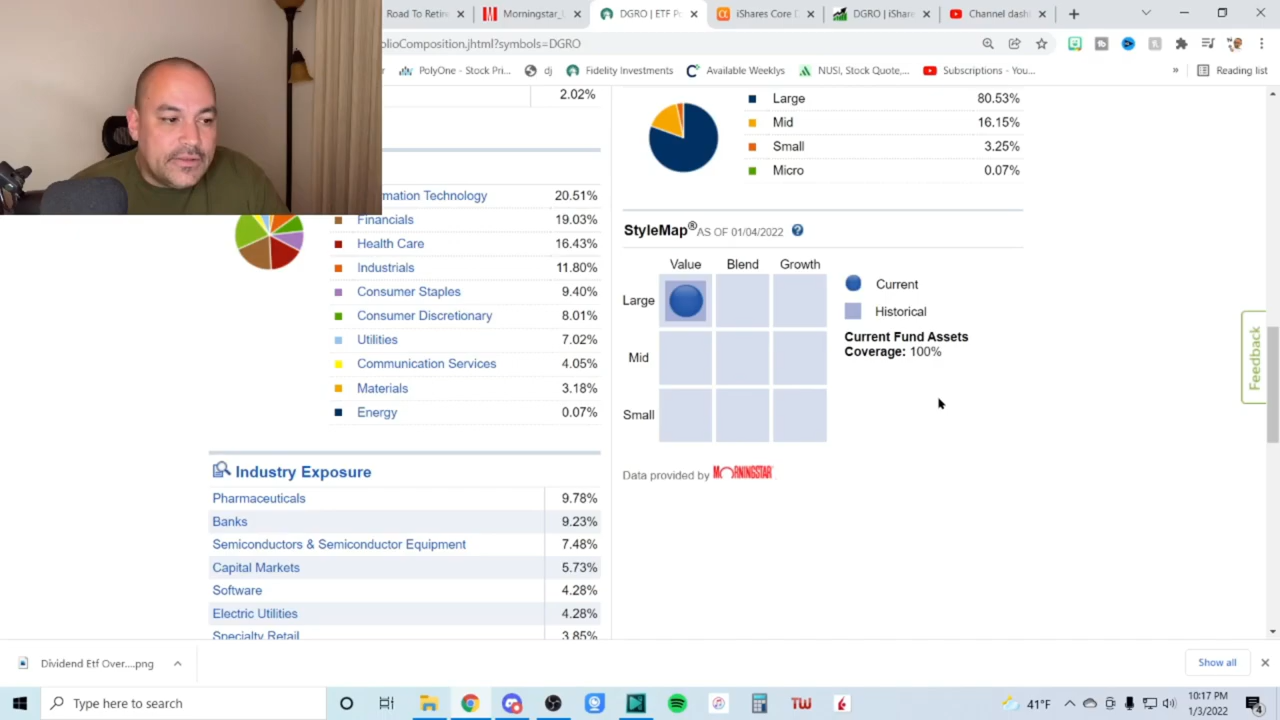 Road To Retire
Morningstar_L
DGRO | ETF Po
iShares Core D
DGRO | iShare
Channel dash
olioComposition.jhtml?symbols=DGRO
PolyOne - Stock Pri...
dj
Fidelity Investments
Available Weeklys
NUSI, Stock Quote,...
Subscriptions - You...
»
Reading list
2.02%
rmation Technology 20.51%
Financials 19.03%
Health Care 16.43%
Industrials 11.80%
Consumer Staples 9.40%
Consumer Discretionary 8.01%
Utilities 7.02%
Communication Services 4.05%
Materials 3.18%
Energy 0.07%
Industry Exposure
Pharmaceuticals 9.78%
Banks 9.23%
Semiconductors & Semiconductor Equipment 7.48%
Capital Markets 5.73%
Software 4.28%
Electric Utilities 4.28%
Specialty Retail 3.85%
Large 80.53%
Mid 16.15%
Small 3.25%
Micro 0.07%
StyleMap® AS OF 01/04/2022 ?
Value Blend Growth
Large
Mid
Small
Current
Historical
Current Fund Assets
Coverage: 100%
Data provided by MORNINGSTAR
Feedback
Dividend Etf Over....png
Show all
Type here to search
TW
41°F
10:17 PM
1/3/2022
4